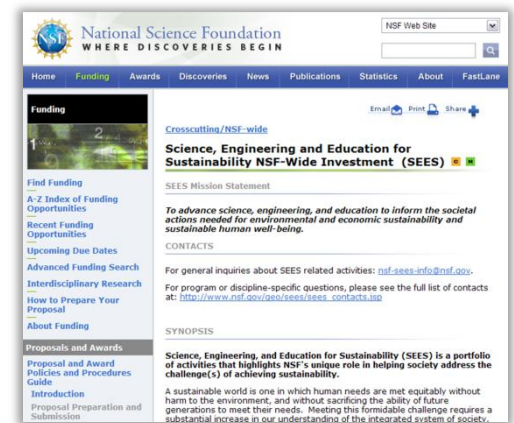 National Science Foundation
WHERE DISCOVERIES BEGIN
NSF Web Site
Home Funding Awards Discoveries News Publications Statistics About FastLane
Funding
Email Print Share
Crosscutting/NSF-wide
Science, Engineering and Education for
Sustainability NSF-Wide Investment (SEES)
SEES Mission Statement
To advance science, engineering, and education to inform the societal
actions needed for environmental and economic sustainability and
sustainable human well-being.
CONTACTS
For general inquiries about SEES related activities: nsf-sees-info@nsf.gov.
For program or discipline-specific questions, please see the full list of contacts
at: http://www.nsf.gov/geo/sees/sees_contacts.jsp
SYNOPSIS
Science, Engineering, and Education for Sustainability (SEES) is a portfolio
of activities that highlights NSF's unique role in helping society address the
challenge(s) of achieving sustainability.
A sustainable world is one in which human needs are met equitably without
harm to the environment, and without sacrificing the ability of future
generations to meet their needs. Meeting this formidable challenge requires a
substantial increase in our understanding of the integrated system of society,
Find Funding
A-Z Index of Funding
Opportunities
Recent Funding
Opportunities
Upcoming Due Dates
Advanced Funding Search
Interdisciplinary Research
How to Prepare Your
Proposal
About Funding
Proposals and Awards
Proposal and Award
Policies and Procedures
Guide
Introduction
Proposal Preparation and
Submission